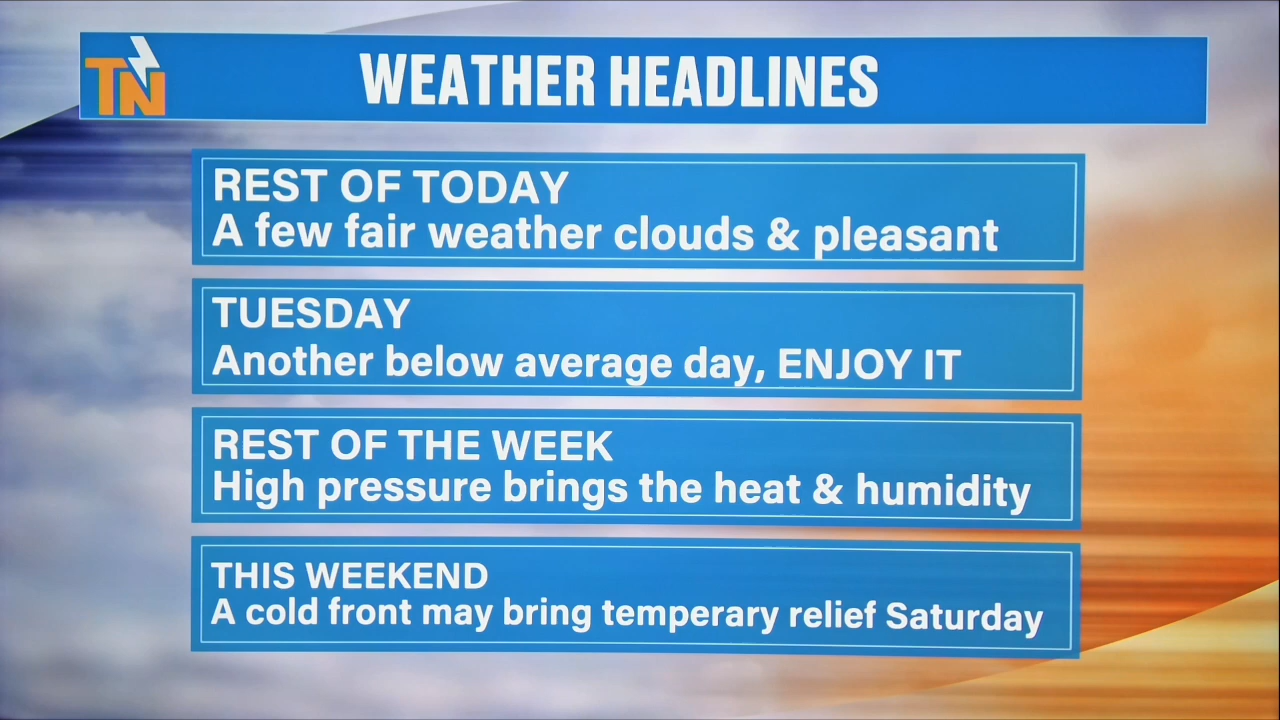 TN
WEATHER HEADLINES
REST OF TODAY
A few fair weather clouds & pleasant
TUESDAY
Another below average day, ENJOY IT
REST OF THE WEEK
High pressure brings the heat & humidity
THIS WEEKEND
A cold front may bring temperary relief Saturday